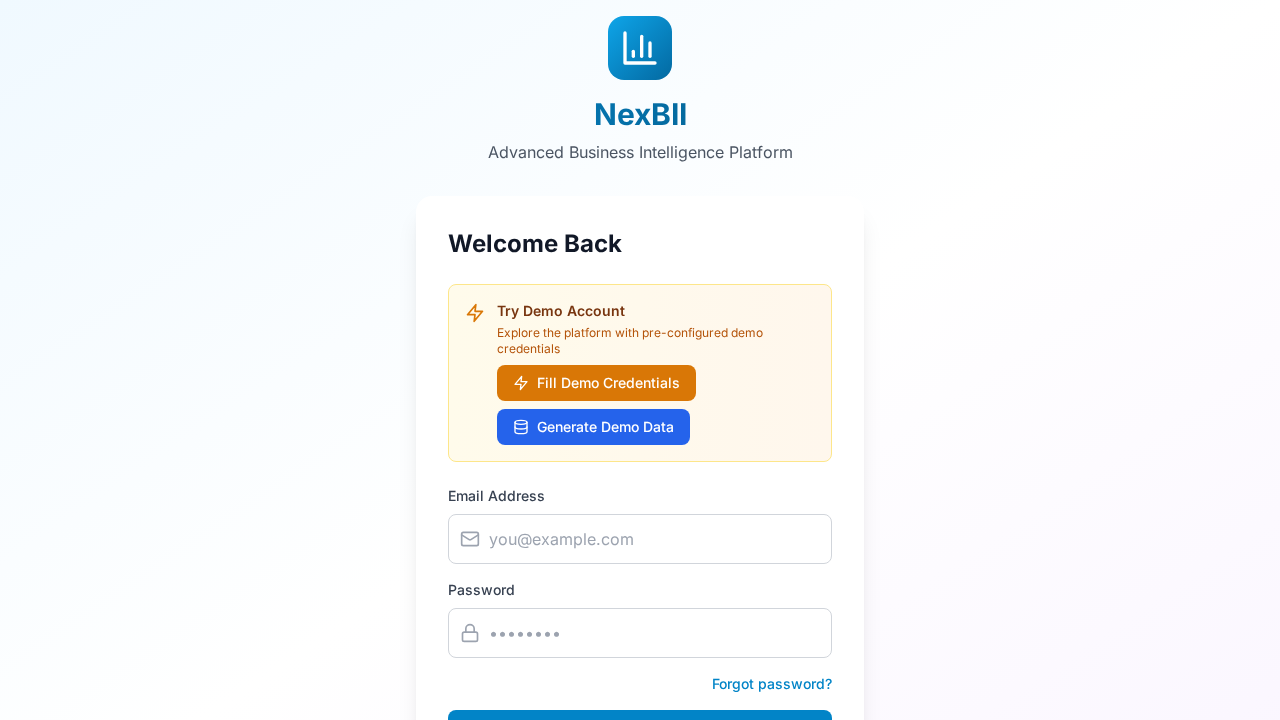 NexBII
Advanced Business Intelligence Platform
Welcome Back
Try Demo Account
Explore the platform with pre-configured demo
credentials
Fill Demo Credentials
Generate Demo Data
Email Address
you@example.com
Password
••••••••
Forgot password?